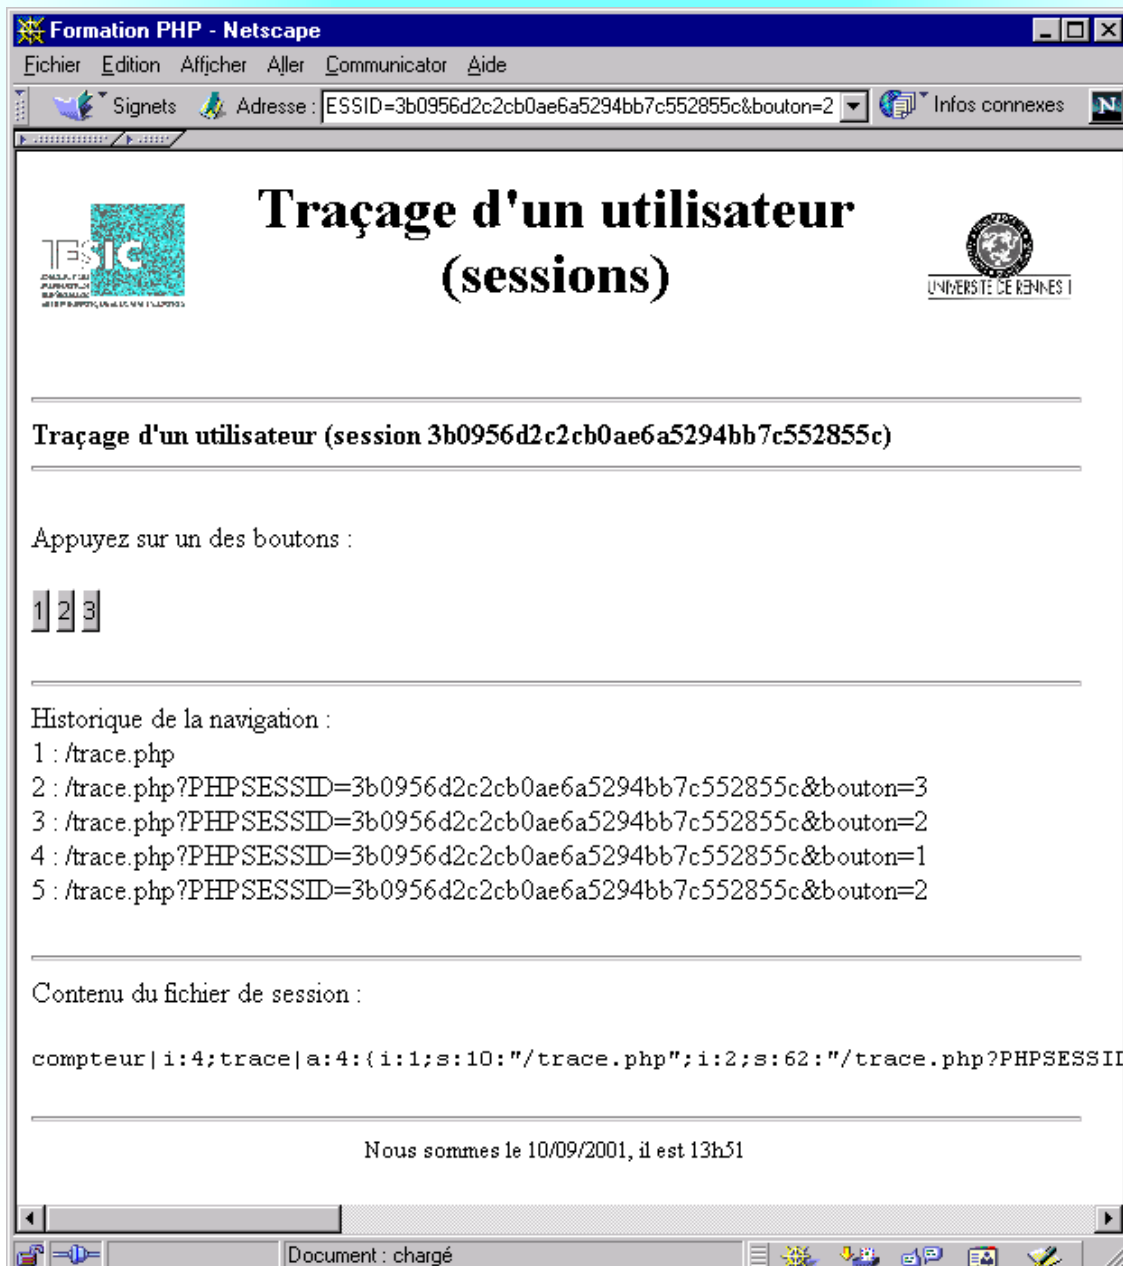 Formation PHP - Netscape
Fichier Edition Afficher Aller Communicator Aide
Signets Adresse : ESSID=3b0956d2c2cb0ae6a5294bb7c552855c&bouton=2 Infos connexes N
Traçage d'un utilisateur
(sessions)
TESIC
UNIVERSITE DE RENNES 1
Traçage d'un utilisateur (session 3b0956d2c2cb0ae6a5294bb7c552855c)
Appuyez sur un des boutons :
1 2 3
Historique de la navigation :
1 : /trace.php
2 : /trace.php?PHPSESSID=3b0956d2c2cb0ae6a5294bb7c552855c&bouton=3
3 : /trace.php?PHPSESSID=3b0956d2c2cb0ae6a5294bb7c552855c&bouton=2
4 : /trace.php?PHPSESSID=3b0956d2c2cb0ae6a5294bb7c552855c&bouton=1
5 : /trace.php?PHPSESSID=3b0956d2c2cb0ae6a5294bb7c552855c&bouton=2
Contenu du fichier de session :
compteur|i:4;trace|a:4:{i:1;s:10:"/trace.php";i:2;s:62:"/trace.php?PHPSESSID
Nous sommes le 10/09/2001, il est 13h51
Document : chargé